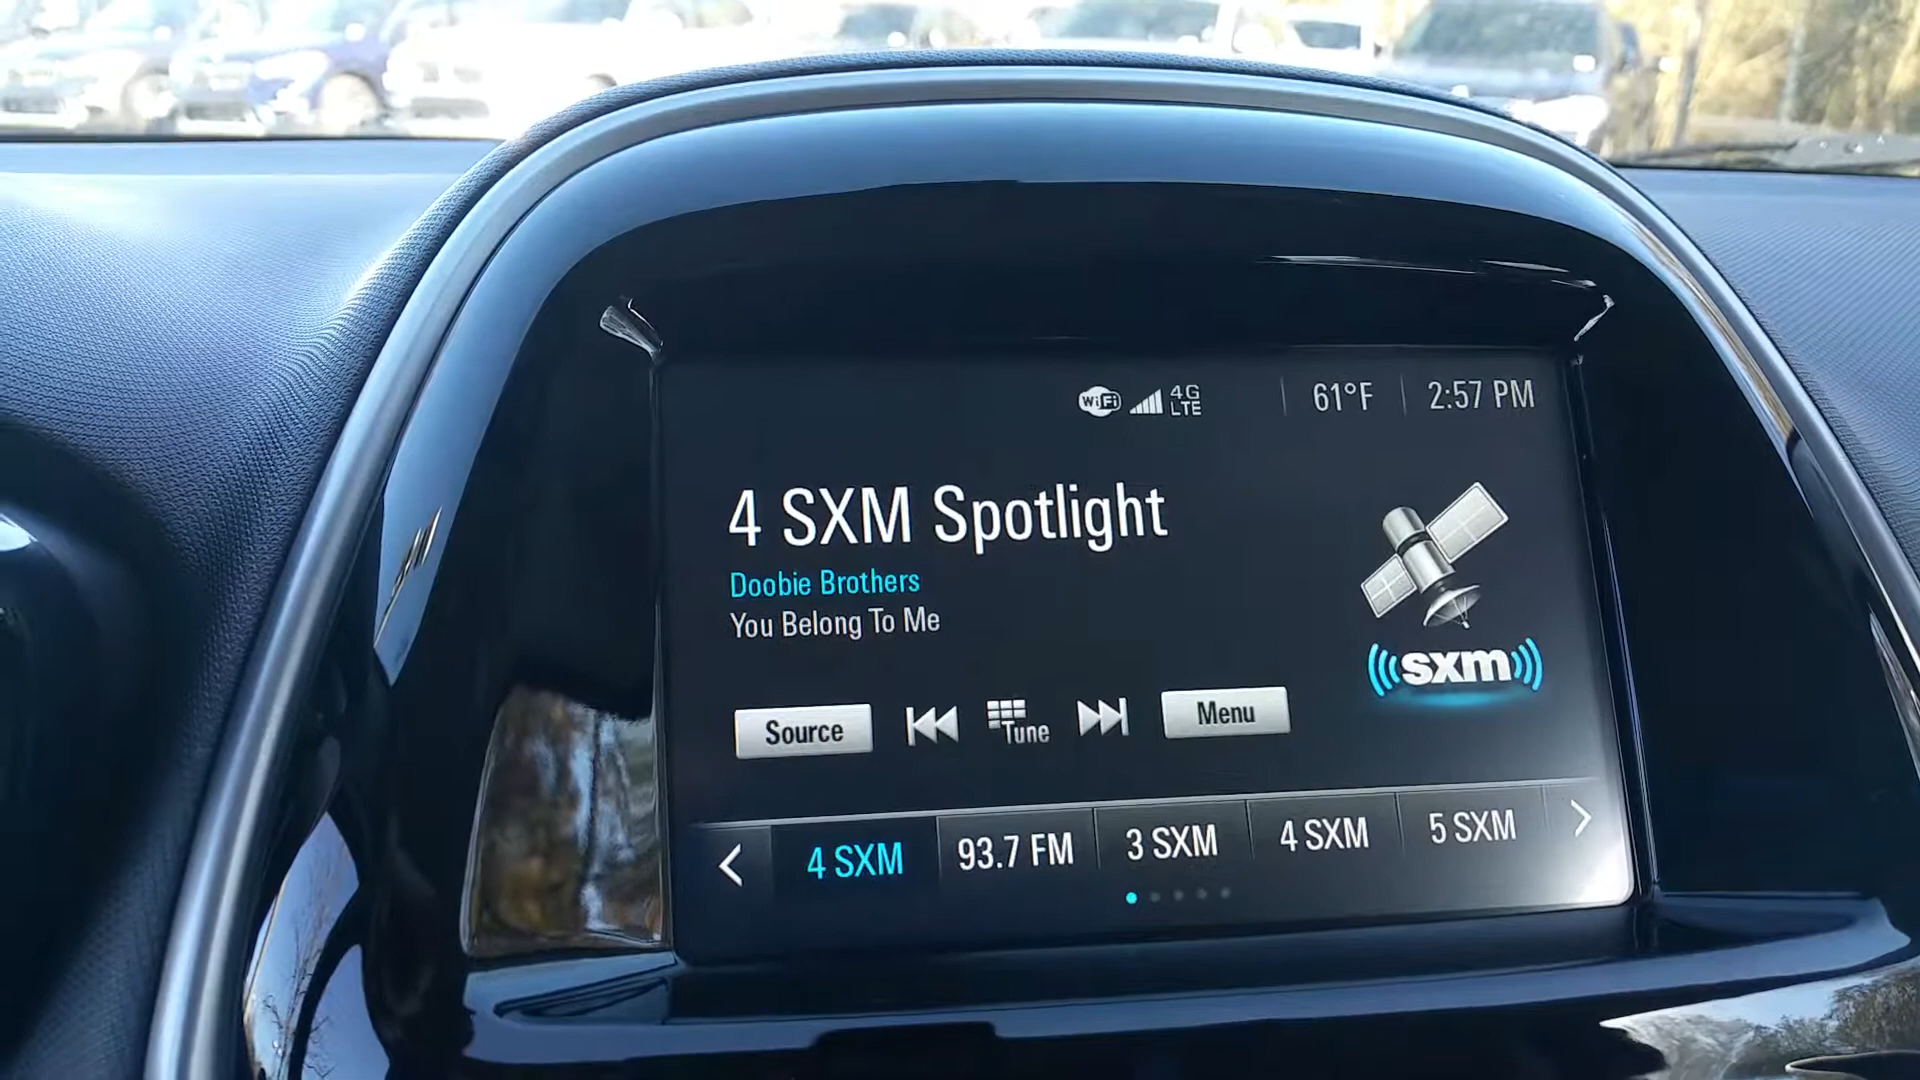 WiFi 4G LTE 61°F 2:57 PM
4 SXM Spotlight
Doobie Brothers
You Belong To Me
((sxm))
Source Tune Menu
4 SXM 93.7 FM 3 SXM 4 SXM 5 SXM